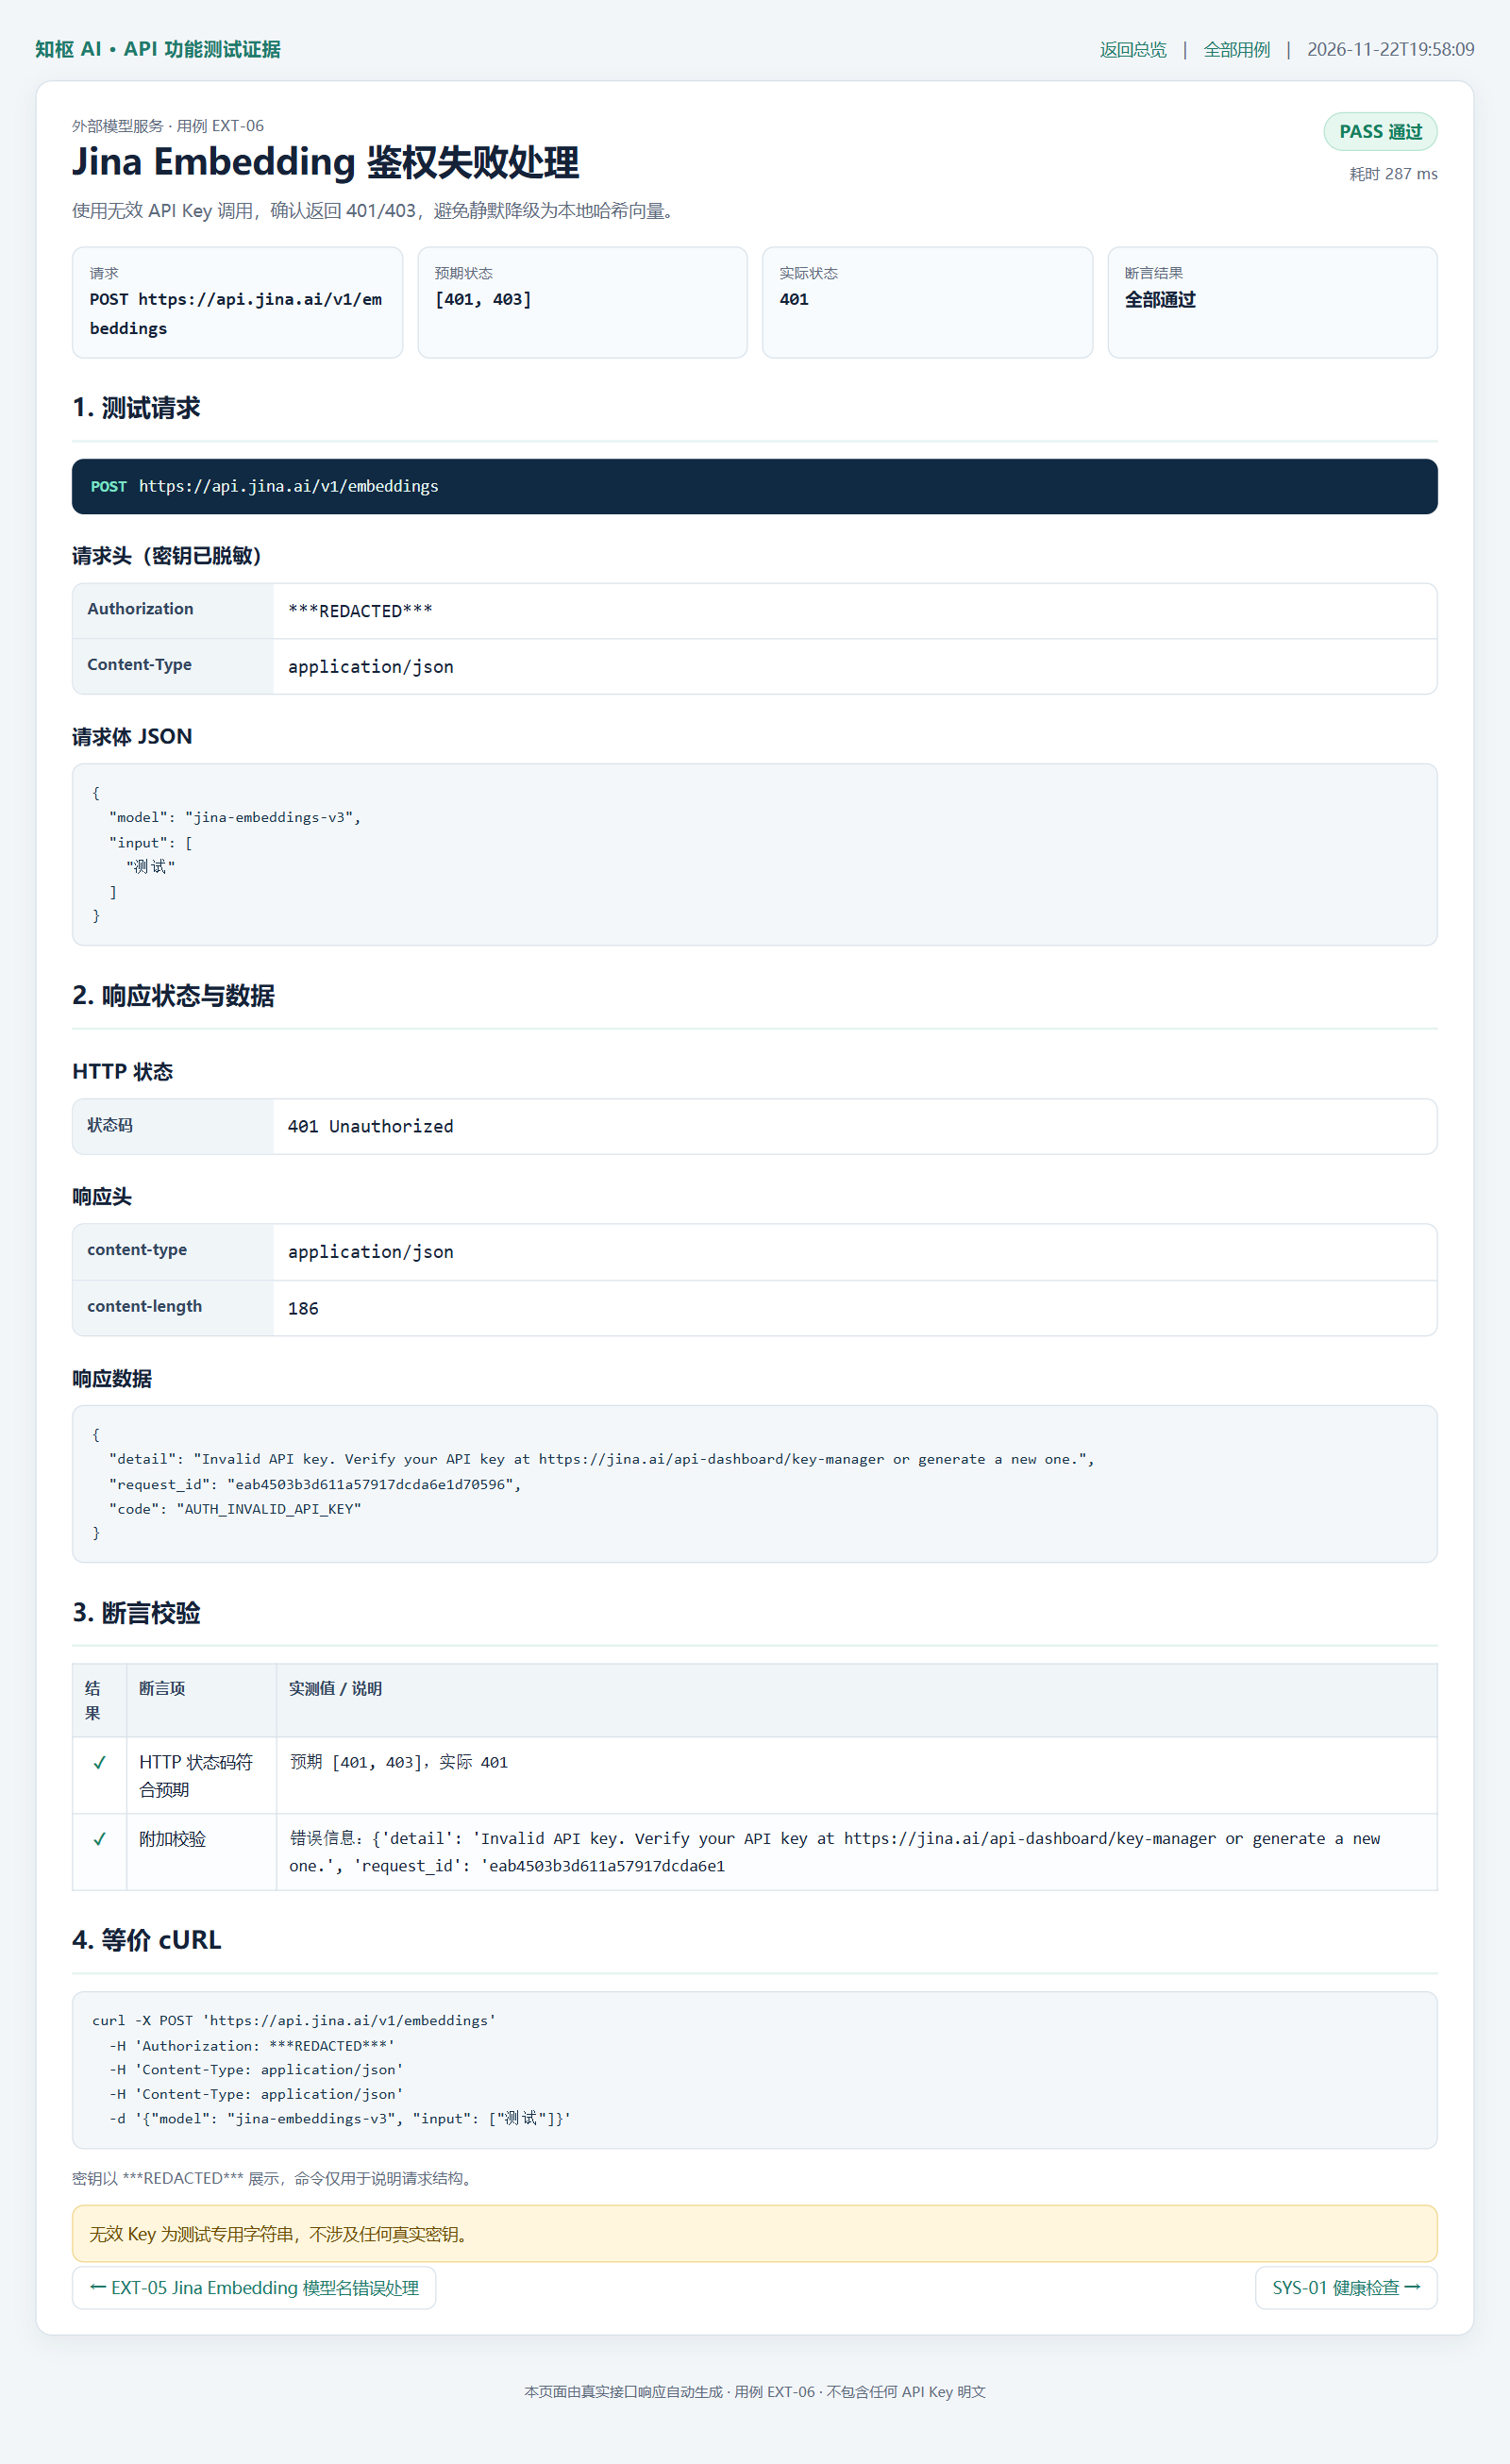 知枢 AI · API 功能测试证据
返回总览 | 全部用例 | 2026-11-22T19:58:09
外部模型服务 · 用例 EXT-06
PASS 通过
Jina Embedding 鉴权失败处理
耗时 287 ms
使用无效 API Key 调用，确认返回 401/403，避免静默降级为本地哈希向量。
请求
POST https://api.jina.ai/v1/em
beddings
预期状态
[401, 403]
实际状态
401
断言结果
全部通过
1. 测试请求
POST https://api.jina.ai/v1/embeddings
请求头（密钥已脱敏）
Authorization ***REDACTED***
Content-Type application/json
请求体 JSON
{
"model": "jina-embeddings-v3",
"input": [
"测试"
]
}
2. 响应状态与数据
HTTP 状态
状态码 401 Unauthorized
响应头
content-type application/json
content-length 186
响应数据
{
"detail": "Invalid API key. Verify your API key at https://jina.ai/api-dashboard/key-manager or generate a new one.",
"request_id": "eab4503b3d611a57917dcda6e1d70596",
"code": "AUTH_INVALID_API_KEY"
}
3. 断言校验
结
果
断言项
实测值 / 说明
✓
HTTP 状态码符
合预期
预期 [401, 403]，实际 401
✓
附加校验
错误信息：{'detail': 'Invalid API key. Verify your API key at https://jina.ai/api-dashboard/key-manager or generate a new
one.', 'request_id': 'eab4503b3d611a57917dcda6e1
4. 等价 cURL
curl -X POST 'https://api.jina.ai/v1/embeddings'
-H 'Authorization: ***REDACTED***'
-H 'Content-Type: application/json'
-H 'Content-Type: application/json'
-d '{"model": "jina-embeddings-v3", "input": ["测试"]}'
密钥以 ***REDACTED*** 展示，命令仅用于说明请求结构。
无效 Key 为测试专用字符串，不涉及任何真实密钥。
← EXT-05 Jina Embedding 模型名错误处理
SYS-01 健康检查 →
本页面由真实接口响应自动生成 · 用例 EXT-06 · 不包含任何 API Key 明文